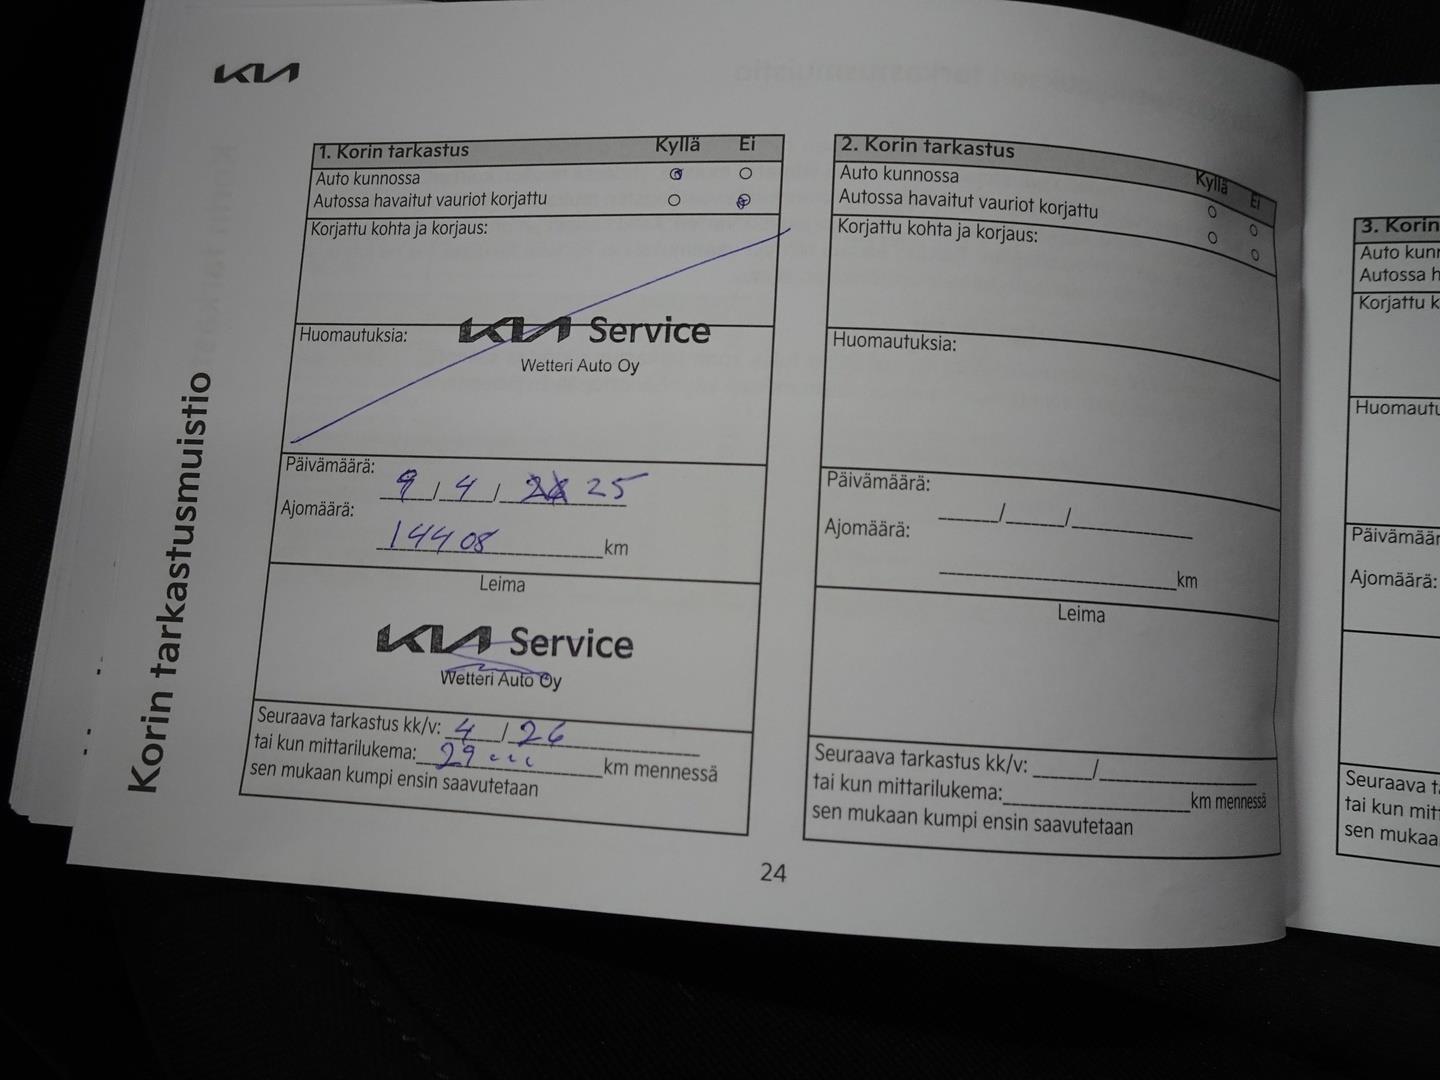 KIA
Korin tarkastusmuistio
1. Korin tarkastus Kyllä Ei
Auto kunnossa
Autossa havaitut vauriot korjattu
Korjattu kohta ja korjaus:
Huomautuksia:
KIA Service
Wetteri Auto Oy
Päivämäärä: 9 / 4 / 25
Ajomäärä:
14408 km
Leima
KIA Service
Wetteri Auto Oy
Seuraava tarkastus kk/v: 4 / 26
tai kun mittarilukema: 29 km mennessä
sen mukaan kumpi ensin saavutetaan
2. Korin tarkastus Kyllä Ei
Auto kunnossa
Autossa havaitut vauriot korjattu
Korjattu kohta ja korjaus:
Huomautuksia:
Päivämäärä: / /
Ajomäärä:
km
Leima
Seuraava tarkastus kk/v: /
tai kun mittarilukema: km mennessä
sen mukaan kumpi ensin saavutetaan
24
3. Korin
Auto kunn
Autossa h
Korjattu k
Huomautu
Päivämäär
Ajomäärä:
Seuraava t
tai kun mit
sen mukaa